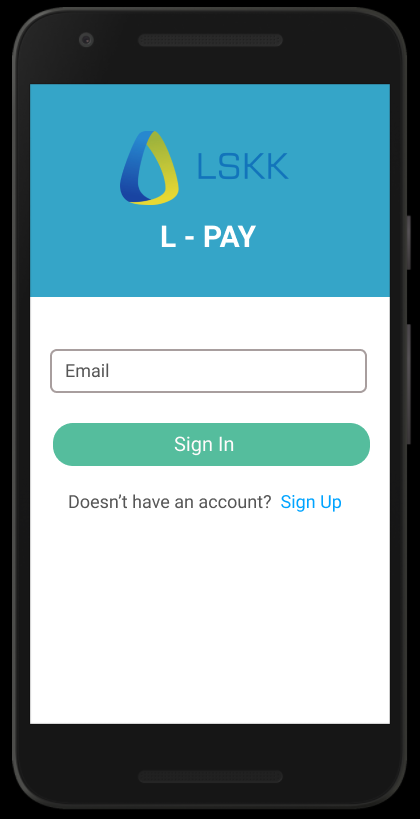 LSKK
L - PAY
Email
Sign In
Doesn’t have an account? Sign Up